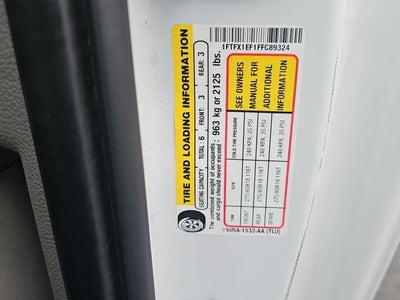 1FTFX1EF1FFC89324
TIRE AND LOADING INFORMATION
SEATING CAPACITY TOTAL: 6 FRONT: 3 REAR: 3
The combined weight of occupants
and cargo should never exceed: 963 kg or 2125 lbs.
TIRE SIZE COLD TIRE PRESSURE
FRONT 275/65R18 116T 240 KPA, 35 PSI
REAR 275/65R18 116T 240 KPA, 35 PSI
SPARE 275/65R18 116T 240 KPA, 35 PSI
SEE OWNERS
MANUAL FOR
ADDITIONAL
INFORMATION
5U5A-1532-AA (TLU)